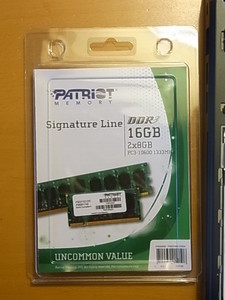 PATRIOT
MEMORY
Signature Line
DDR3
16GB
2x8GB
PC3-10600 (1333MHz)
UNCOMMON VALUE